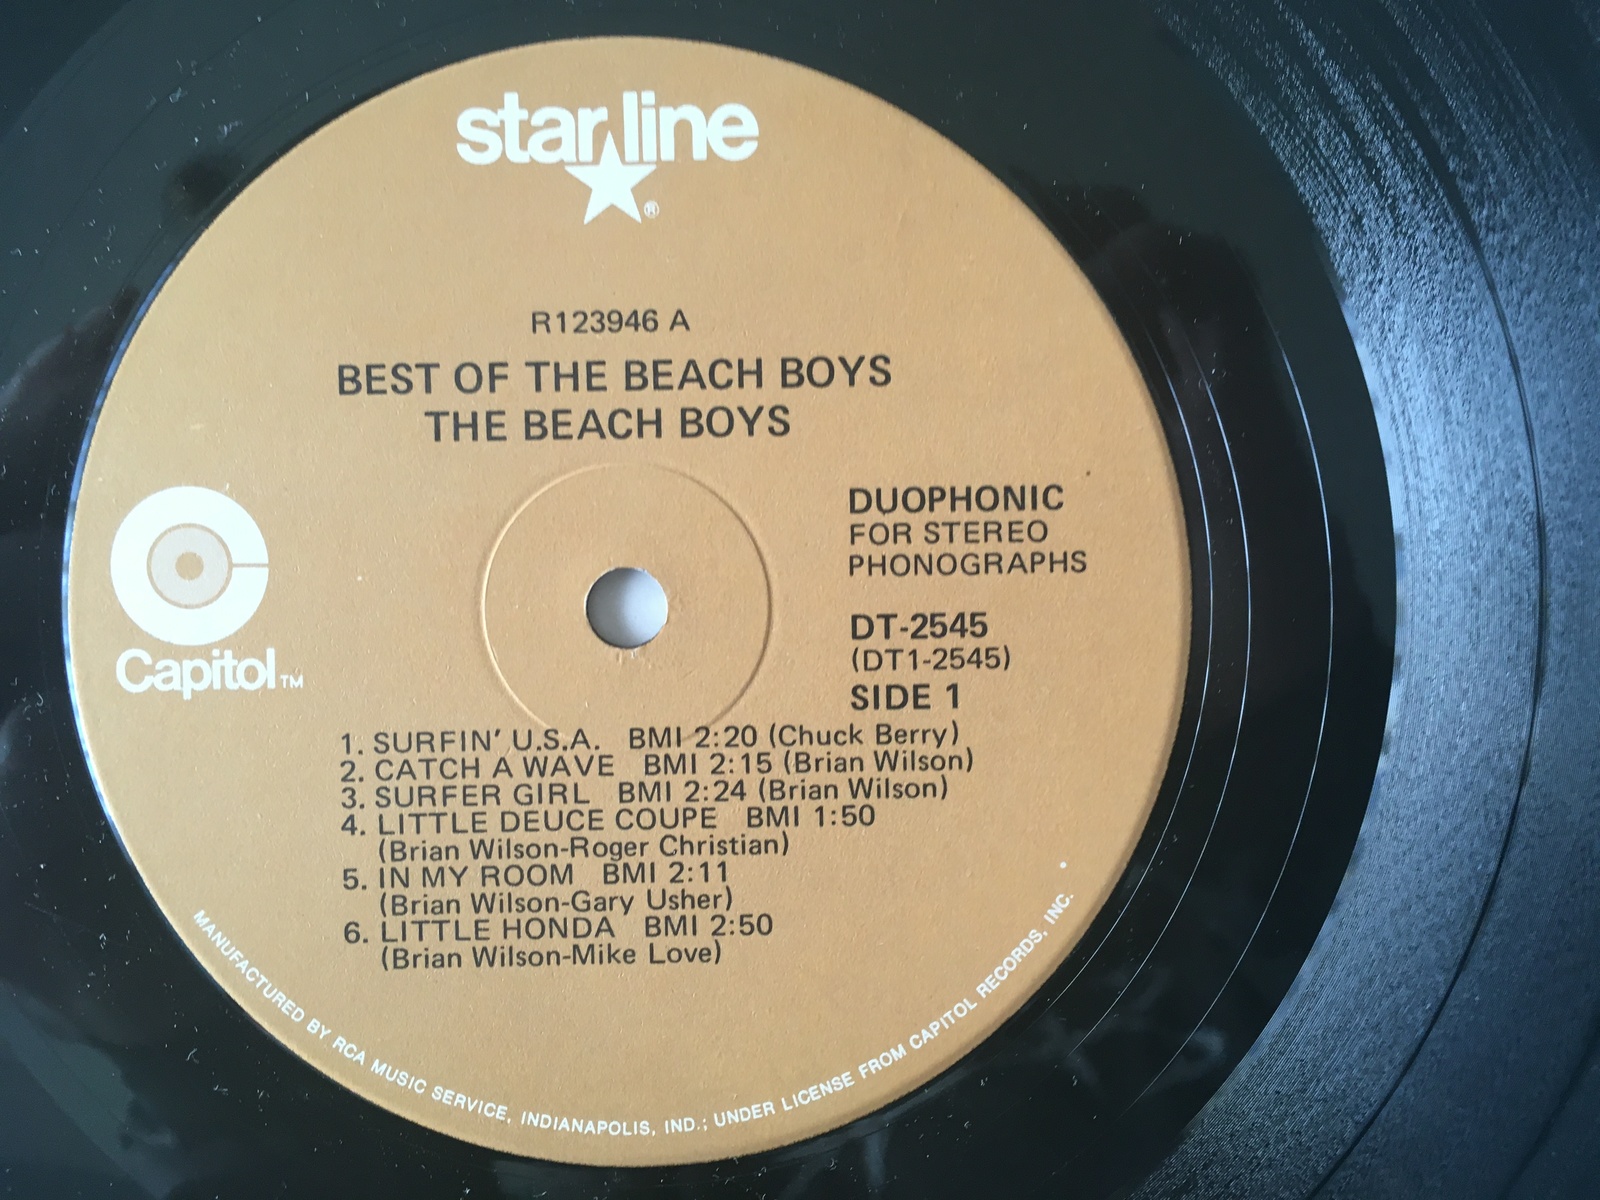 starline
®
R123946 A
BEST OF THE BEACH BOYS
THE BEACH BOYS
Capitol™
DUOPHONIC
FOR STEREO
PHONOGRAPHS
DT-2545
(DT1-2545)
SIDE 1
1. SURFIN' U.S.A. BMI 2:20 (Chuck Berry)
2. CATCH A WAVE BMI 2:15 (Brian Wilson)
3. SURFER GIRL BMI 2:24 (Brian Wilson)
4. LITTLE DEUCE COUPE BMI 1:50
(Brian Wilson-Roger Christian)
5. IN MY ROOM BMI 2:11
(Brian Wilson-Gary Usher)
6. LITTLE HONDA BMI 2:50
(Brian Wilson-Mike Love)
MANUFACTURED BY RCA MUSIC SERVICE, INDIANAPOLIS, IND.; UNDER LICENSE FROM CAPITOL RECORDS, INC.